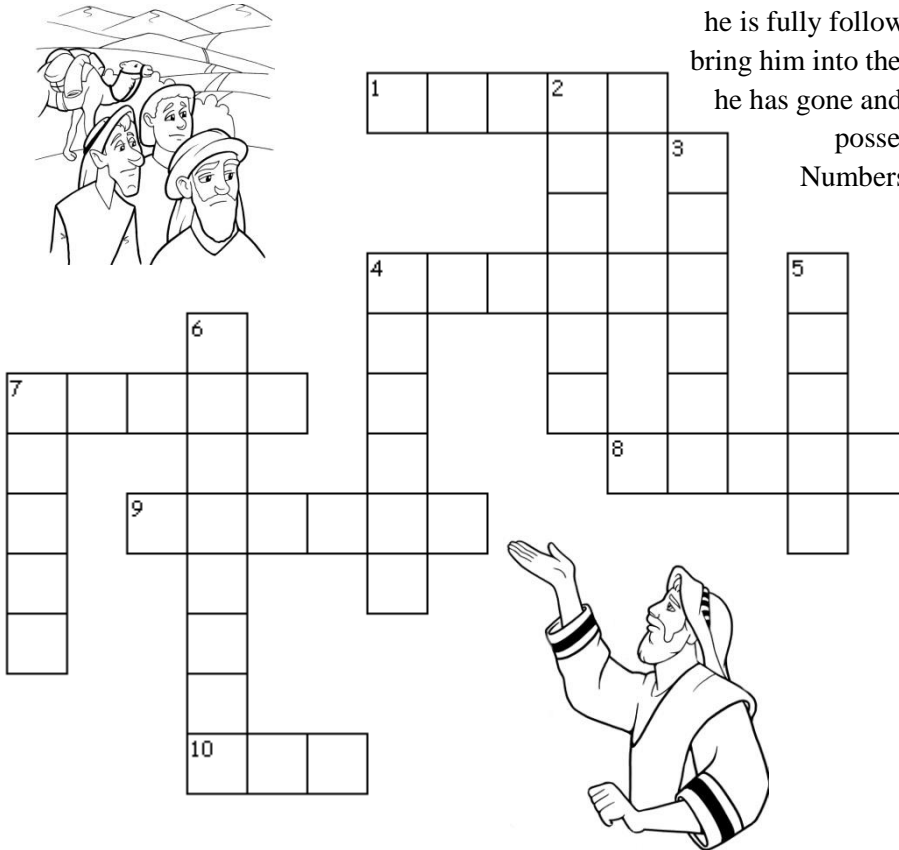 he is fully follow
bring him into the
he has gone and
posse
Numbers
1 2
3
4 5
6
7
8
9
10